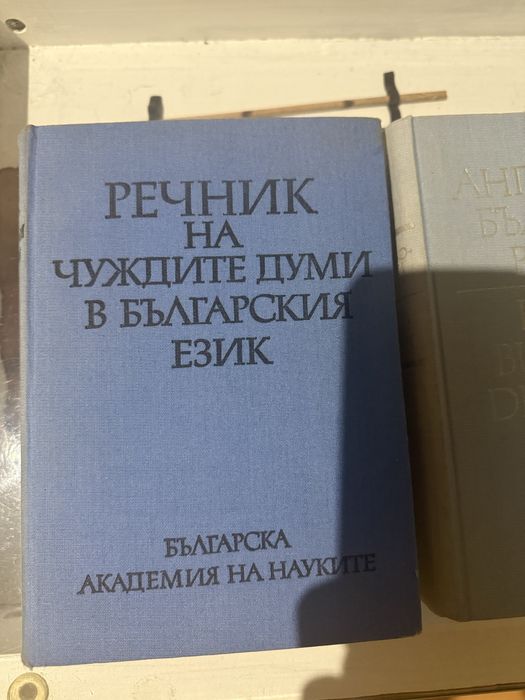 РЕЧНИК
НА
ЧУЖДИТЕ ДУМИ
В БЪЛГАРСКИЯ
ЕЗИК
БЪЛГАРСКА
АКАДЕМИЯ НА НАУКИТЕ